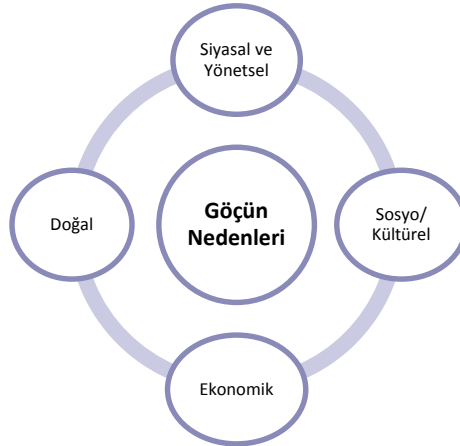 Siyasal ve
Yönetsel
Doğal
Göçün
Nedenleri
Sosyo/
Kültürel
Ekonomik